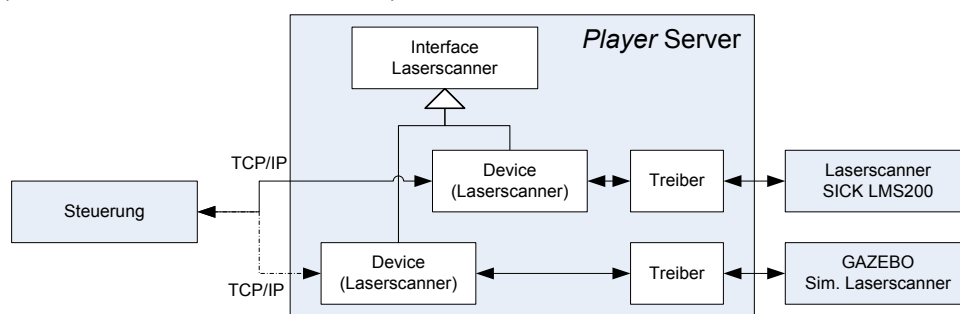 Player Server
Interface
Laserscanner
TCP/IP
Device
(Laserscanner)
Treiber
Laserscanner
SICK LMS200
Steuerung
Device
(Laserscanner)
Treiber
GAZEBO
Sim. Laserscanner
TCP/IP